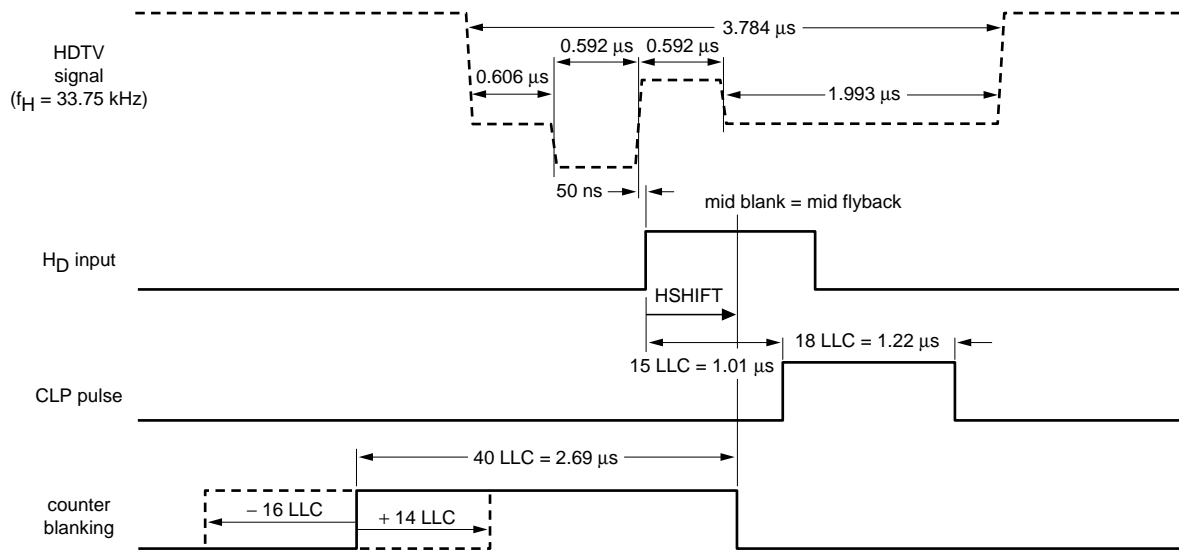 3.784 μs
HDTV
signal
(fH = 33.75 kHz)
0.592 μs
0.592 μs
0.606 μs
1.993 μs
50 ns
mid blank = mid flyback
HD input
HSHIFT
18 LLC = 1.22 μs
15 LLC = 1.01 μs
CLP pulse
40 LLC = 2.69 μs
counter
blanking
− 16 LLC
+ 14 LLC